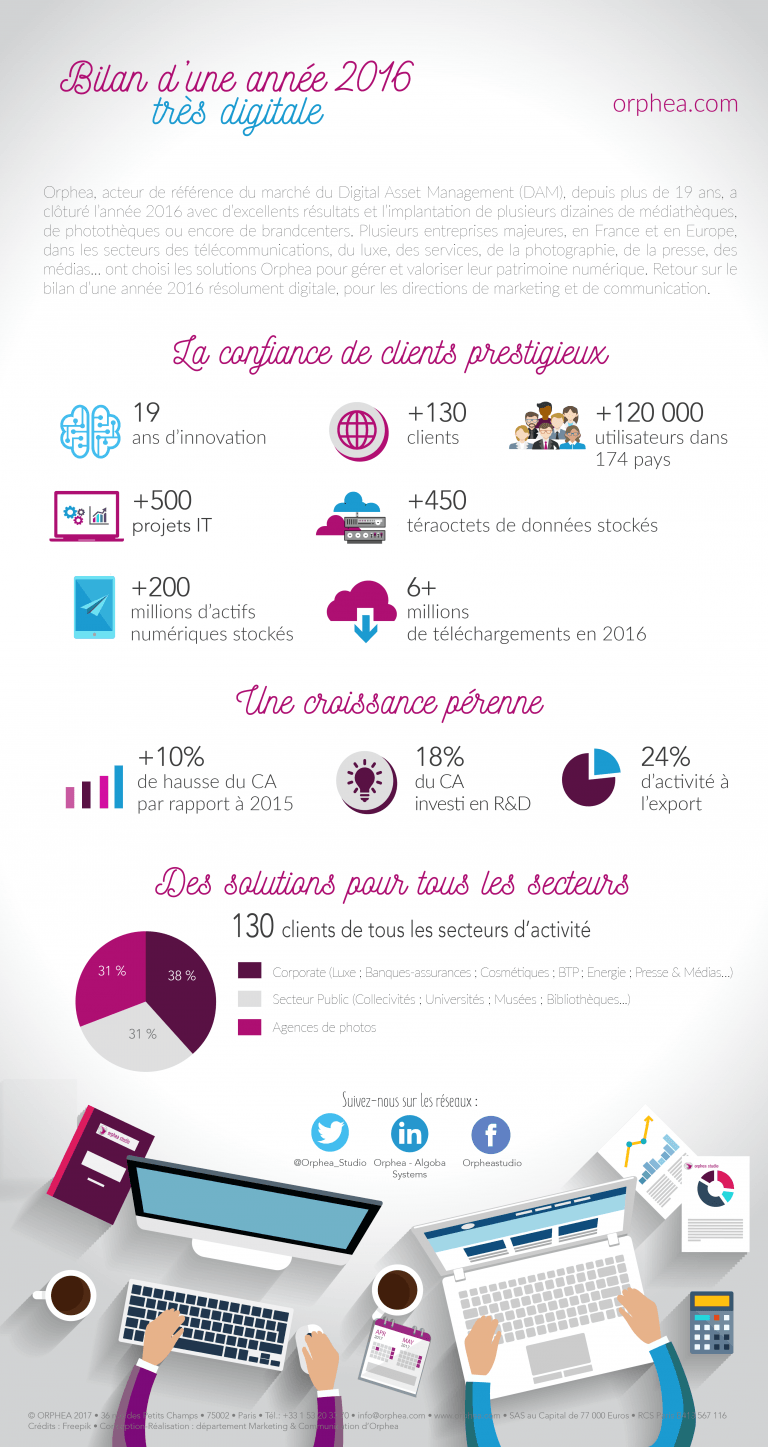 Bilan d'une année 2016
très digitale
orphea.com
Orphea, acteur de référence du marché du Digital Asset Management (DAM), depuis plus de 19 ans, a
clôturé l'année 2016 avec d'excellents résultats et l'implantation de plusieurs dizaines de médiathèques,
de photothèques ou encore de brandcenters. Plusieurs entreprises majeures, en France et en Europe,
dans les secteurs des télécommunications, du luxe, des services, de la photographie, de la presse, des
médias... ont choisi les solutions Orphea pour gérer et valoriser leur patrimoine numérique. Retour sur le
bilan d'une année 2016 résolument digitale, pour les directions de marketing et de communication.
La confiance de clients prestigieux
19
ans d'innovation
+130
clients
+120 000
utilisateurs dans
174 pays
+500
projets IT
+450
téraoctets de données stockés
+200
millions d'actifs
numériques stockés
6+
millions
de téléchargements en 2016
Une croissance pérenne
+10%
de hausse du CA
par rapport à 2015
18%
du CA
investi en R&D
24%
d'activité à
l'export
Des solutions pour tous les secteurs
130 clients de tous les secteurs d'activité
31 %
38 %
31 %
Corporate (Luxe ; Banques-assurances ; Cosmétiques ; BTP ; Energie ; Presse & Médias...)
Secteur Public (Collecivités ; Universités ; Musées ; Bibliothèques...)
Agences de photos
Suivez-nous sur les réseaux :
@Orphea_Studio
Orphea - Algoba
Systems
Orpheastudio
orphea studio
orphea studio
APR
2017
MAY
2017
© ORPHEA 2017 • 36 Petits Champs • 75002 • Paris • Tél : +33 1 • info@orphea.com • SAS au Capital de 77 000 Euros • RCS 567 116
Crédits : Freepik • Conception-Réalisation : département Marketing & Communication d'Orphea